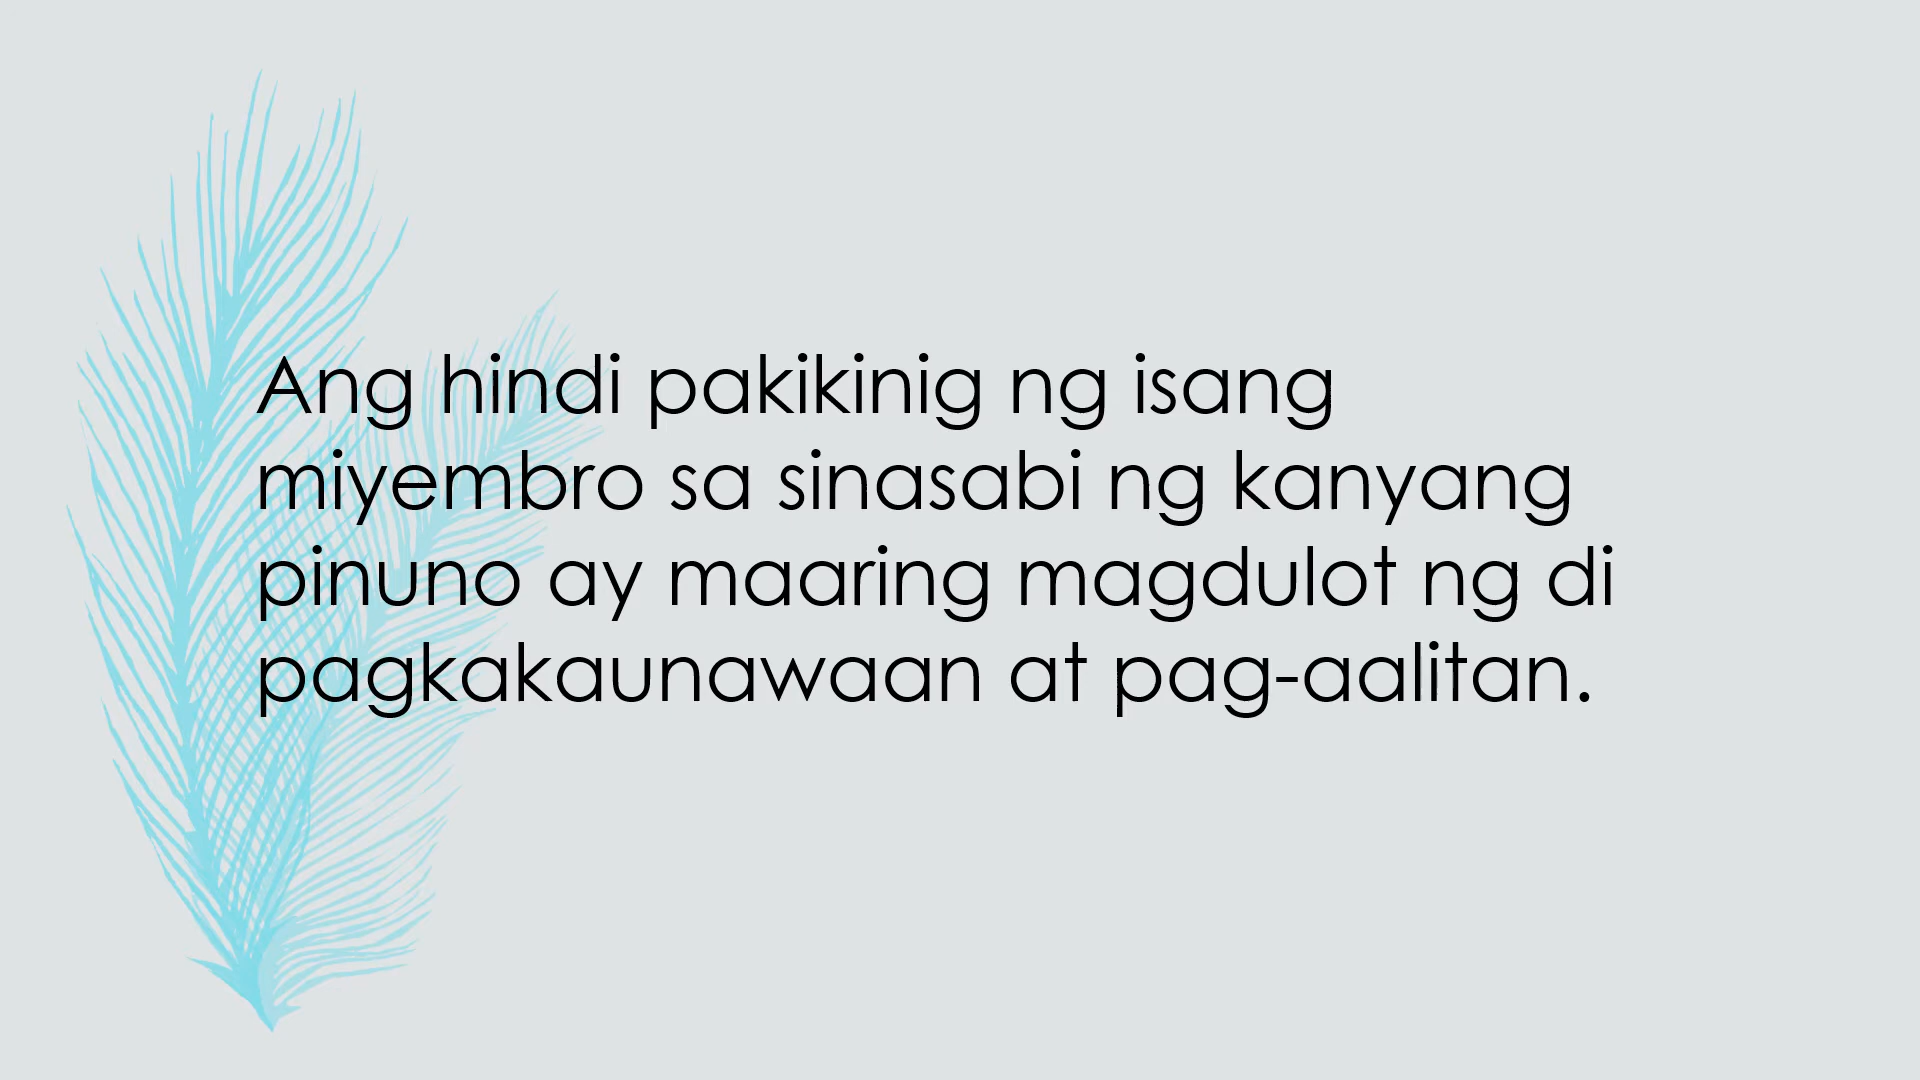 Ang hindi pakikinig ng isang
miyembro sa sinasabi ng kanyang
pinuno ay maaring magdulot ng di
pagkakaunawaan at pag-aalitan.